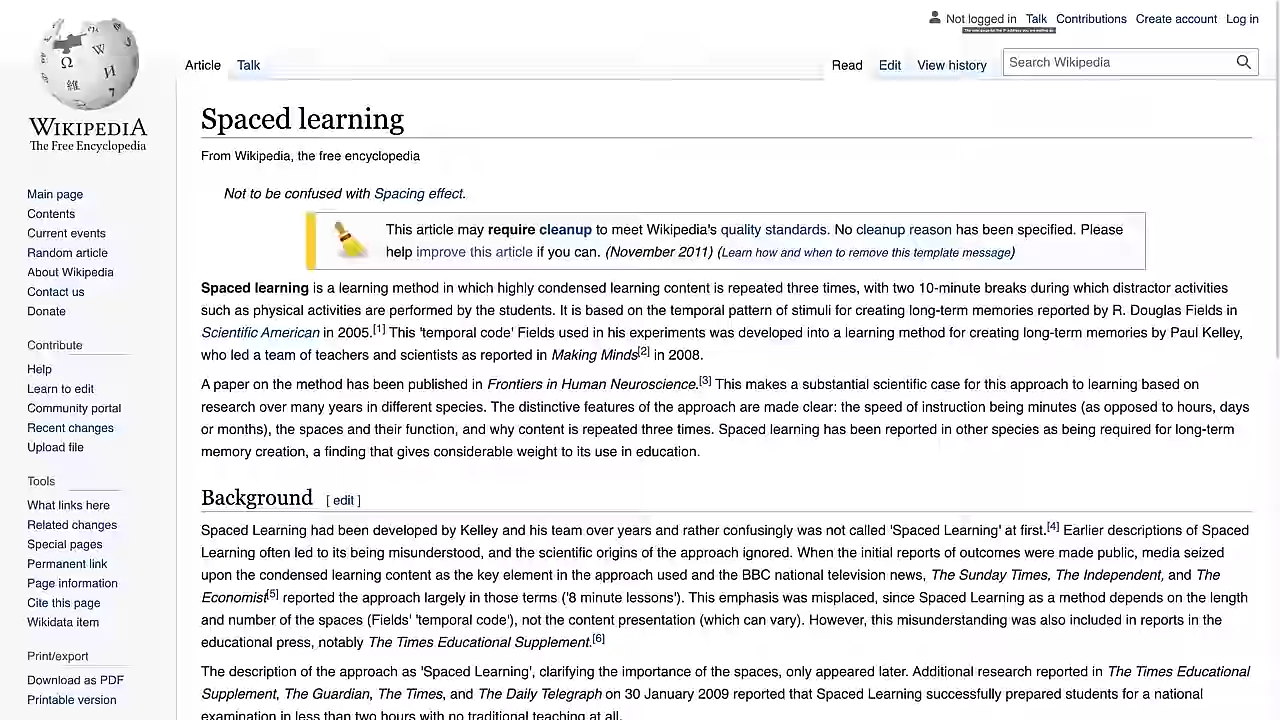 Not logged in Talk Contributions Create account Log in
Article Talk Read Edit View history Search Wikipedia
WIKIPEDIA
The Free Encyclopedia
Main page
Contents
Current events
Random article
About Wikipedia
Contact us
Donate
Contribute
Help
Learn to edit
Community portal
Recent changes
Upload file
Tools
What links here
Related changes
Special pages
Permanent link
Page information
Cite this page
Wikidata item
Print/export
Download as PDF
Printable version
Spaced learning
From Wikipedia, the free encyclopedia
Not to be confused with Spacing effect.
This article may require cleanup to meet Wikipedia's quality standards. No cleanup reason has been specified. Please
help improve this article if you can. (November 2011) (Learn how and when to remove this template message)
Spaced learning is a learning method in which highly condensed learning content is repeated three times, with two 10-minute breaks during which distractor activities
such as physical activities are performed by the students. It is based on the temporal pattern of stimuli for creating long-term memories reported by R. Douglas Fields in
Scientific American in 2005.[1] This 'temporal code' Fields used in his experiments was developed into a learning method for creating long-term memories by Paul Kelley,
who led a team of teachers and scientists as reported in Making Minds[2] in 2008.
A paper on the method has been published in Frontiers in Human Neuroscience.[3] This makes a substantial scientific case for this approach to learning based on
research over many years in different species. The distinctive features of the approach are made clear: the speed of instruction being minutes (as opposed to hours, days
or months), the spaces and their function, and why content is repeated three times. Spaced learning has been reported in other species as being required for long-term
memory creation, a finding that gives considerable weight to its use in education.
Background [ edit ]
Spaced Learning had been developed by Kelley and his team over years and rather confusingly was not called 'Spaced Learning' at first.[4] Earlier descriptions of Spaced
Learning often led to its being misunderstood, and the scientific origins of the approach ignored. When the initial reports of outcomes were made public, media seized
upon the condensed learning content as the key element in the approach used and the BBC national television news, The Sunday Times, The Independent, and The
Economist[5] reported the approach largely in those terms ('8 minute lessons'). This emphasis was misplaced, since Spaced Learning as a method depends on the length
and number of the spaces (Fields' 'temporal code'), not the content presentation (which can vary). However, this misunderstanding was also included in reports in the
educational press, notably The Times Educational Supplement.[6]
The description of the approach as 'Spaced Learning', clarifying the importance of the spaces, only appeared later. Additional research reported in The Times Educational
Supplement, The Guardian, The Times, and The Daily Telegraph on 30 January 2009 reported that Spaced Learning successfully prepared students for a national
examination in less than two hours with no traditional teaching at all.